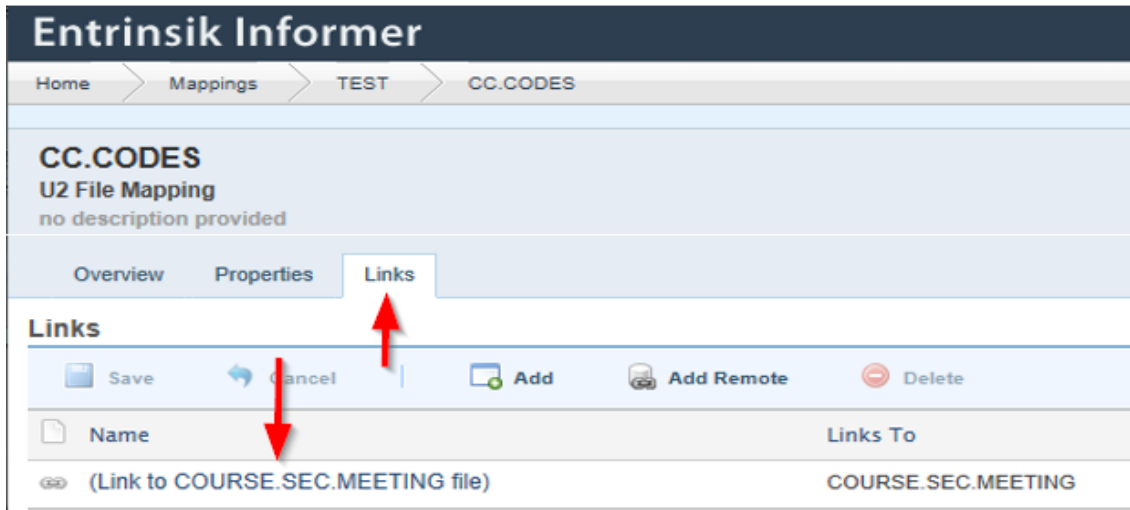 Entrinsik Informer
Home Mappings TEST CC.CODES
CC.CODES
U2 File Mapping
no description provided
Overview Properties Links
Links
Save Cancel Add Add Remote Delete
Name Links To
(Link to COURSE.SEC.MEETING file) COURSE.SEC.MEETING